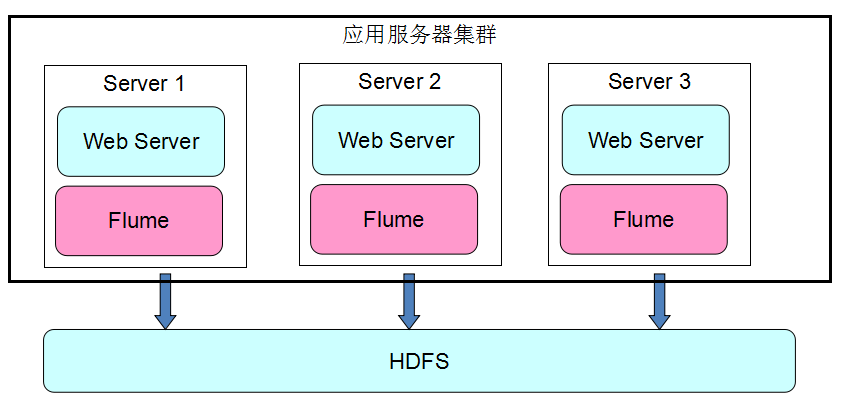 应用服务器集群
Server 1
Server 2
Server 3
Web Server
Web Server
Web Server
Flume
Flume
Flume
HDFS